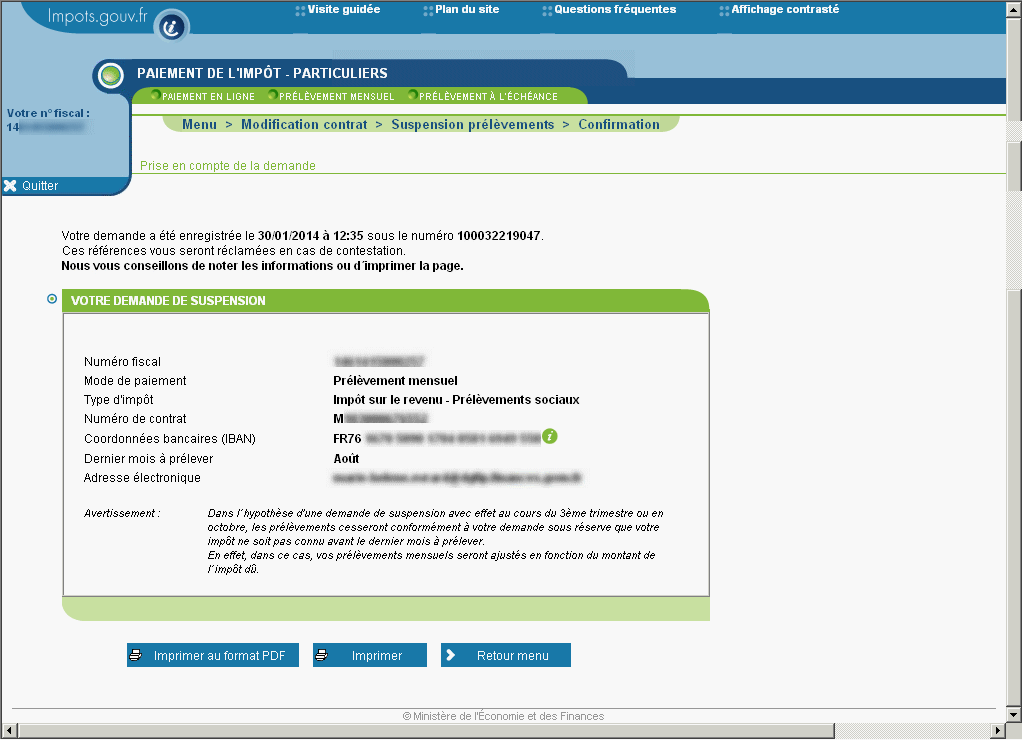 Impots.gouv.fr
Visite guidée
Plan du site
Questions fréquentes
Affichage contrasté
PAIEMENT DE L'IMPÔT - PARTICULIERS
PAIEMENT EN LIGNE
PRÉLÈVEMENT MENSUEL
PRÉLÈVEMENT À L'ÉCHÉANCE
Votre n° fiscal :
14
Menu > Modification contrat > Suspension prélèvements > Confirmation
Prise en compte de la demande
Quitter
Votre demande a été enregistrée le 30/01/2014 à 12:35 sous le numéro 100032219047.
Ces références vous seront réclamées en cas de contestation.
Nous vous conseillons de noter les informations ou d´imprimer la page.
VOTRE DEMANDE DE SUSPENSION
Numéro fiscal
Mode de paiement Prélèvement mensuel
Type d'impôt Impôt sur le revenu - Prélèvements sociaux
Numéro de contrat M
Coordonnées bancaires (IBAN) FR76
Dernier mois à prélever Août
Adresse électronique
Avertissement : Dans l´hypothèse d'une demande de suspension avec effet au cours du 3ème trimestre ou en
octobre, les prélèvements cesseront conformément à votre demande sous réserve que votre
impôt ne soit pas connu avant le dernier mois à prélever.
En effet, dans ce cas, vos prélèvements mensuels seront ajustés en fonction du montant de
l´impôt dû.
Imprimer au format PDF
Imprimer
Retour menu
© Ministère de l'Économie et des Finances